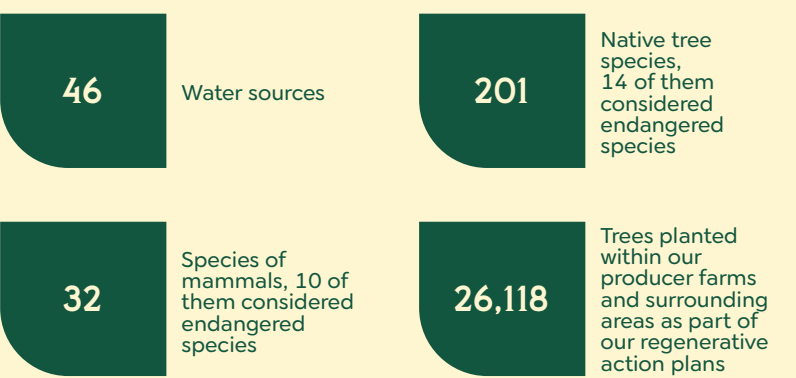 46
Water sources
201
Native tree
species,
14 of them
considered
endangered
species
32
Species of
mammals, 10 of
them considered
endangered
species
26,118
Trees planted
within our
producer farms
and surrounding
areas as part of
our regenerative
action plans